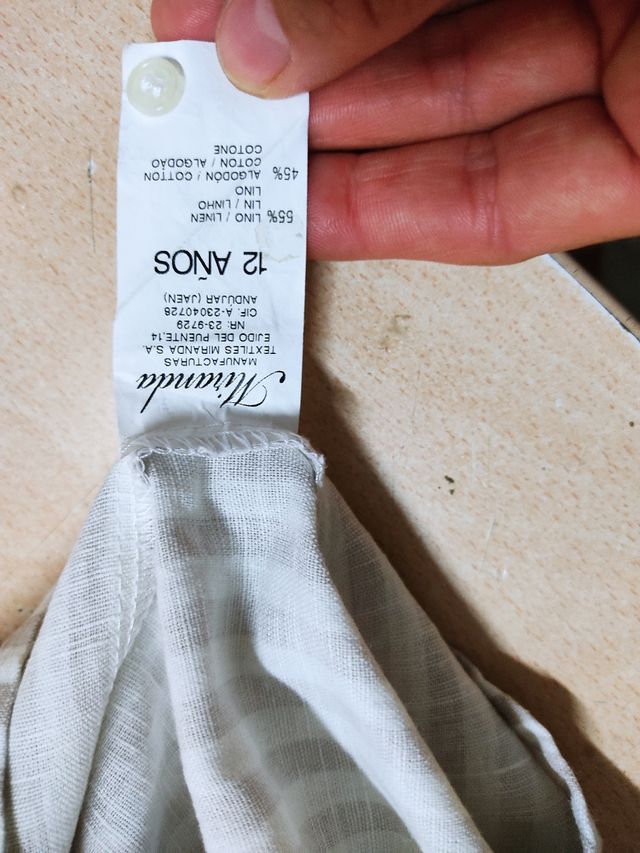 Miranda
MANUFACTURAS
TEXTILES MIRANDA S.A.
EJIDO DEL PUENTE,14
NR: 23-9729
CIF: A-23040728
ANDÚJAR (JAEN)
12 AÑOS
55% LINO / LINEN
LIN / LINHO
LINO
45% ALGODÓN / COTTON
COTON / ALGODÃO
COTONE